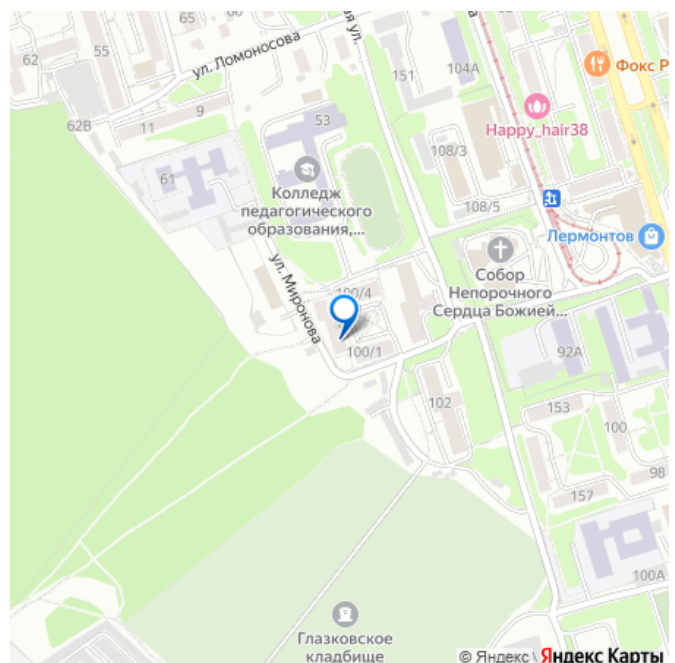 62
55
65
ул. Ломоносова
ая ул.
151
104А
Фокс Р
9
11
62В
53
Happy_hair38
108/3
61
Колледж
педагогического
образования,...
108/5
Лермонтов
Собор
Непорочного
Сердца Божией...
ул. Миронова
100/4
100/1
92А
102
153
100
98
157
100А
Глазковское
кладбище
© Яндекс Яндекс Карты